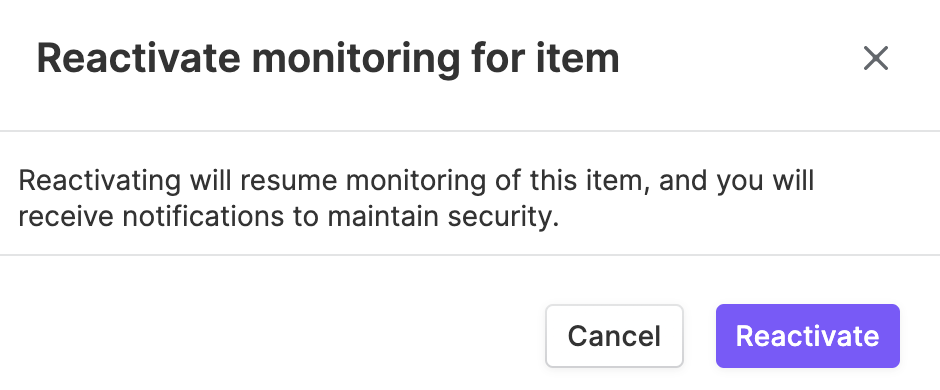 Reactivate monitoring for item
Reactivating will resume monitoring of this item, and you will
receive notifications to maintain security.
Cancel
Reactivate